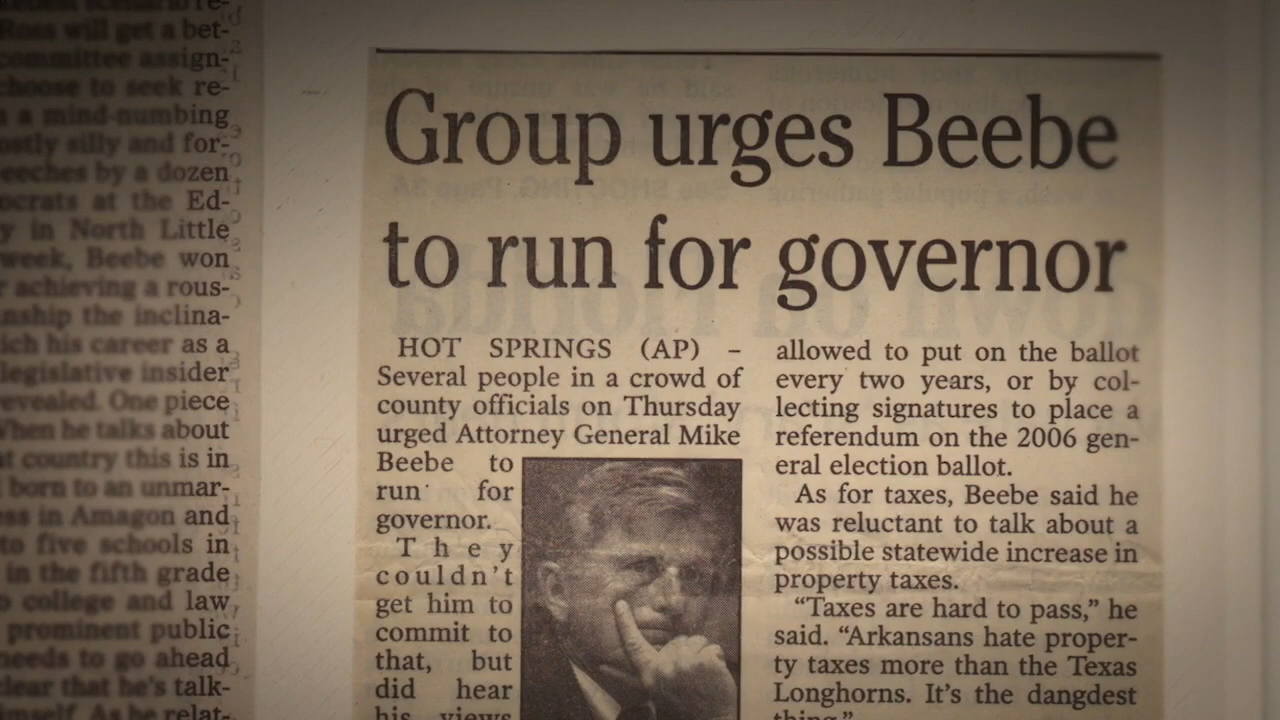 Ross will get a bet-
committee assign-
choose to seek re-
a mind-numbing
silly and for-
by a dozen
at the Ed-
in North Little
week, Beebe won
achieving a rous-
the inclina-
his career as a
legislative insider
One piece
When he talks about
country this is in
born to an unmar-
in Amagon and
to five schools in
in the fifth grade
college and law
prominent public
needs to go ahead
clear that he's talk-
As he relat-
Group urges Beebe
to run for governor
HOT SPRINGS (AP) –
Several people in a crowd of
county officials on Thursday
urged Attorney General Mike
Beebe to
run for
governor.
They
couldn't
get him to
commit to
that, but
did hear
his views
allowed to put on the ballot
every two years, or by col-
lecting signatures to place a
referendum on the 2006 gen-
eral election ballot.
As for taxes, Beebe said he
was reluctant to talk about a
possible statewide increase in
property taxes.
“Taxes are hard to pass,” he
said. “Arkansans hate proper-
ty taxes more than the Texas
Longhorns. It's the dangdest
thing.”